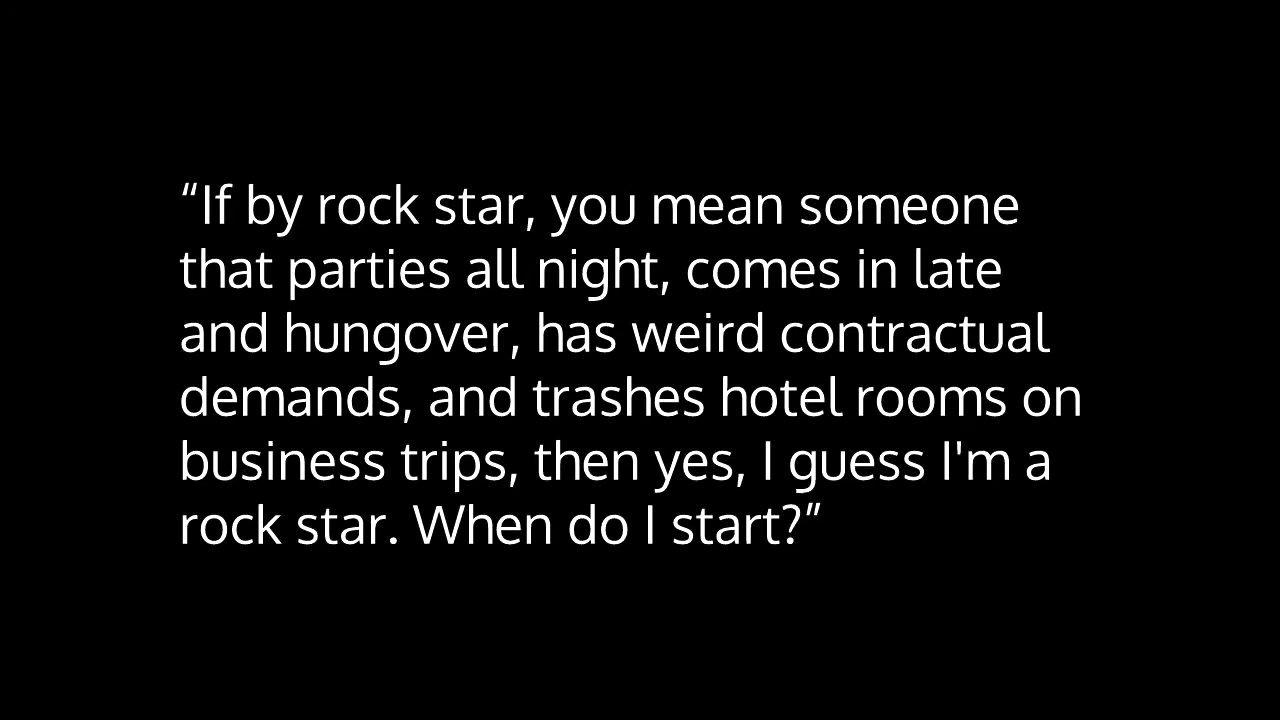 “If by rock star, you mean someone
that parties all night, comes in late
and hungover, has weird contractual
demands, and trashes hotel rooms on
business trips, then yes, I guess I'm a
rock star. When do I start?”